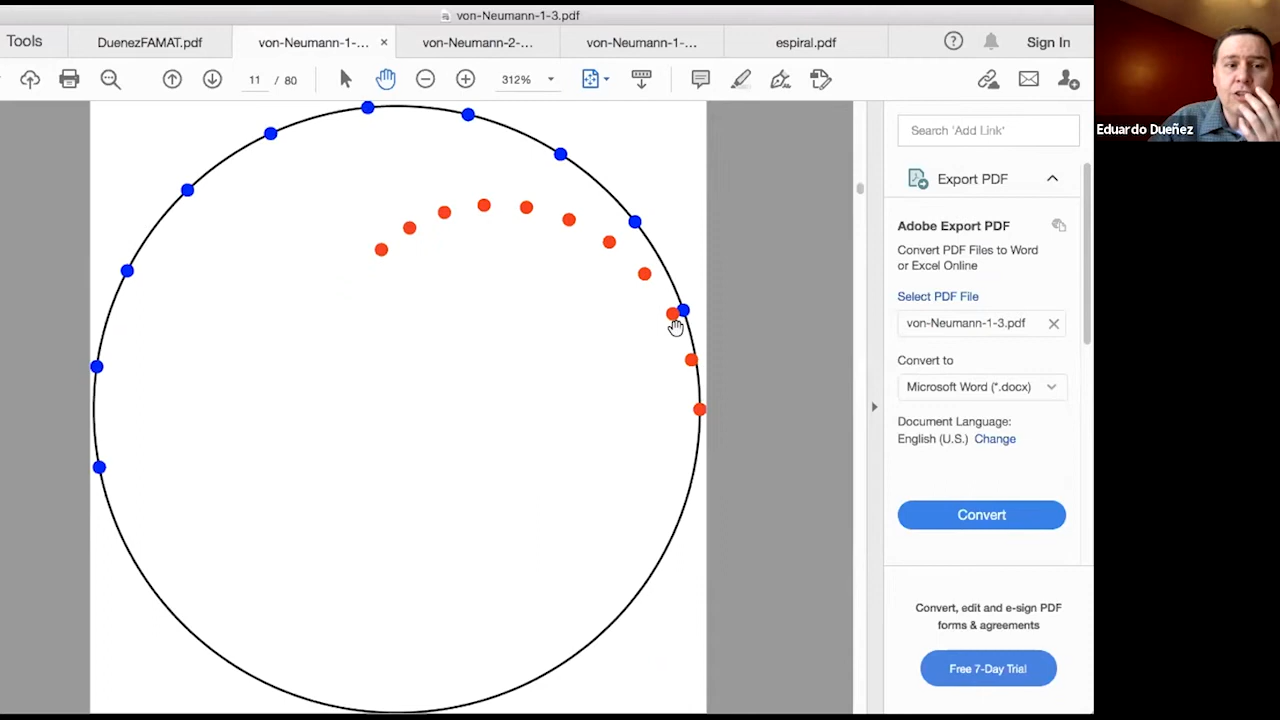 von-Neumann-1-3.pdf
Tools
DuenezFAMAT.pdf
von-Neumann-1-...
×
von-Neumann-2-...
von-Neumann-1-...
espiral.pdf
Sign In
11 / 80
312%
Search 'Add Link'
Export PDF
Adobe Export PDF
Convert PDF Files to Word
or Excel Online
Select PDF File
von-Neumann-1-3.pdf
Convert to
Microsoft Word (*.docx)
Document Language:
English (U.S.) Change
Convert
Convert, edit and e-sign PDF
forms & agreements
Free 7-Day Trial
Eduardo Dueñez